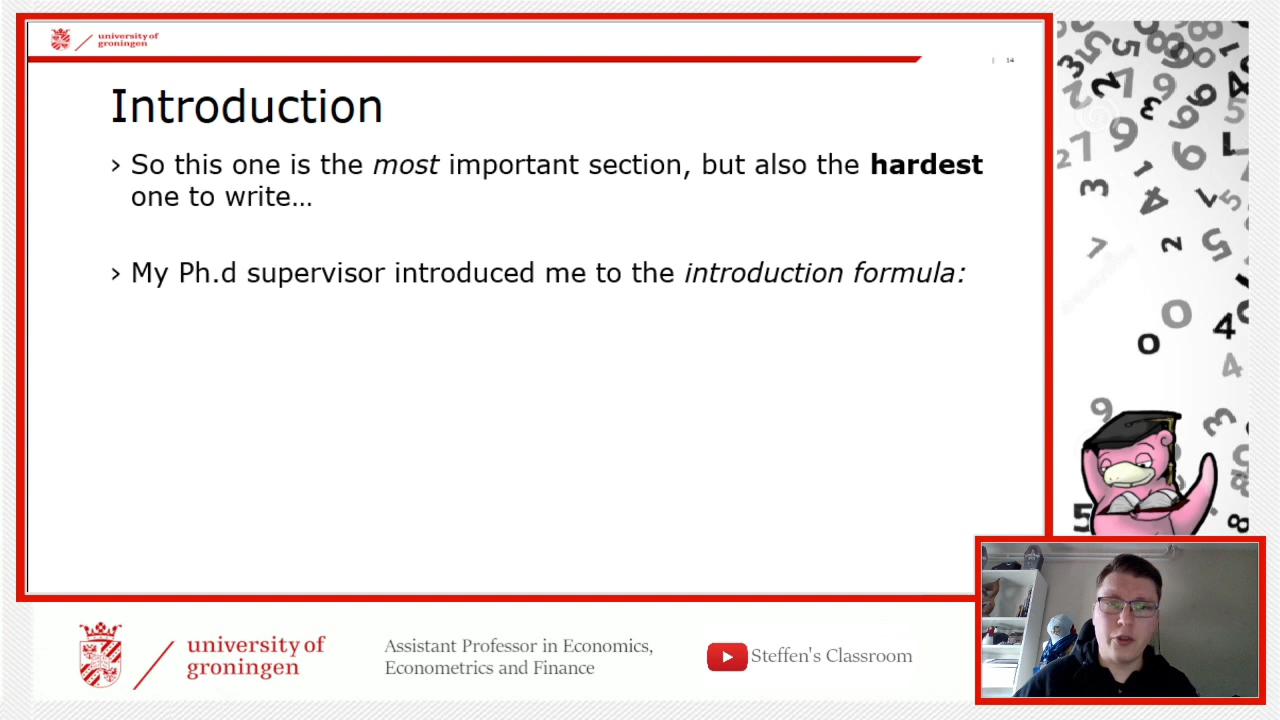 university of
groningen
14
Introduction
› So this one is the most important section, but also the hardest
one to write…
› My Ph.d supervisor introduced me to the introduction formula:
university of
groningen
Assistant Professor in Economics,
Econometrics and Finance
Steffen's Classroom